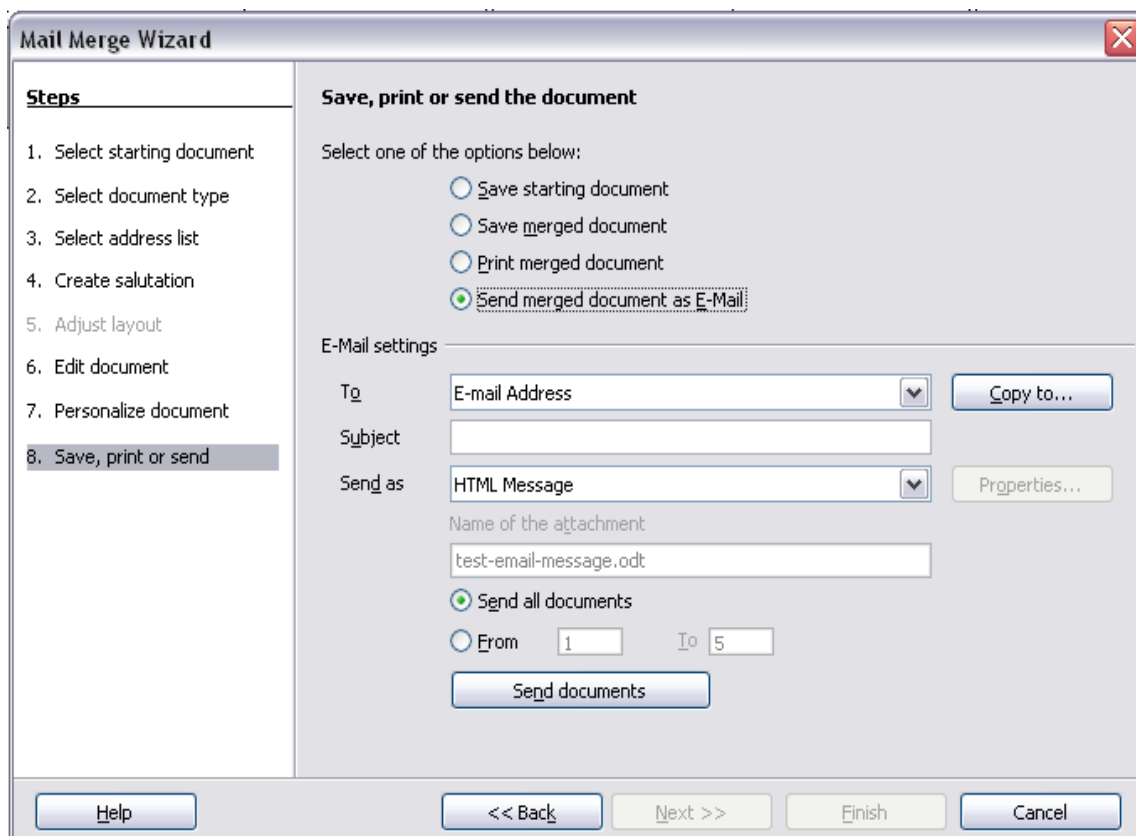 Mail Merge Wizard
Steps
1. Select starting document
2. Select document type
3. Select address list
4. Create salutation
5. Adjust layout
6. Edit document
7. Personalize document
8. Save, print or send
Save, print or send the document
Select one of the options below:
Save starting document
Save merged document
Print merged document
Send merged document as E-Mail
E-Mail settings
To E-mail Address Copy to...
Subject
Send as HTML Message Properties...
Name of the attachment
test-email-message.odt
Send all documents
From 1 To 5
Send documents
Help << Back Next >> Finish Cancel